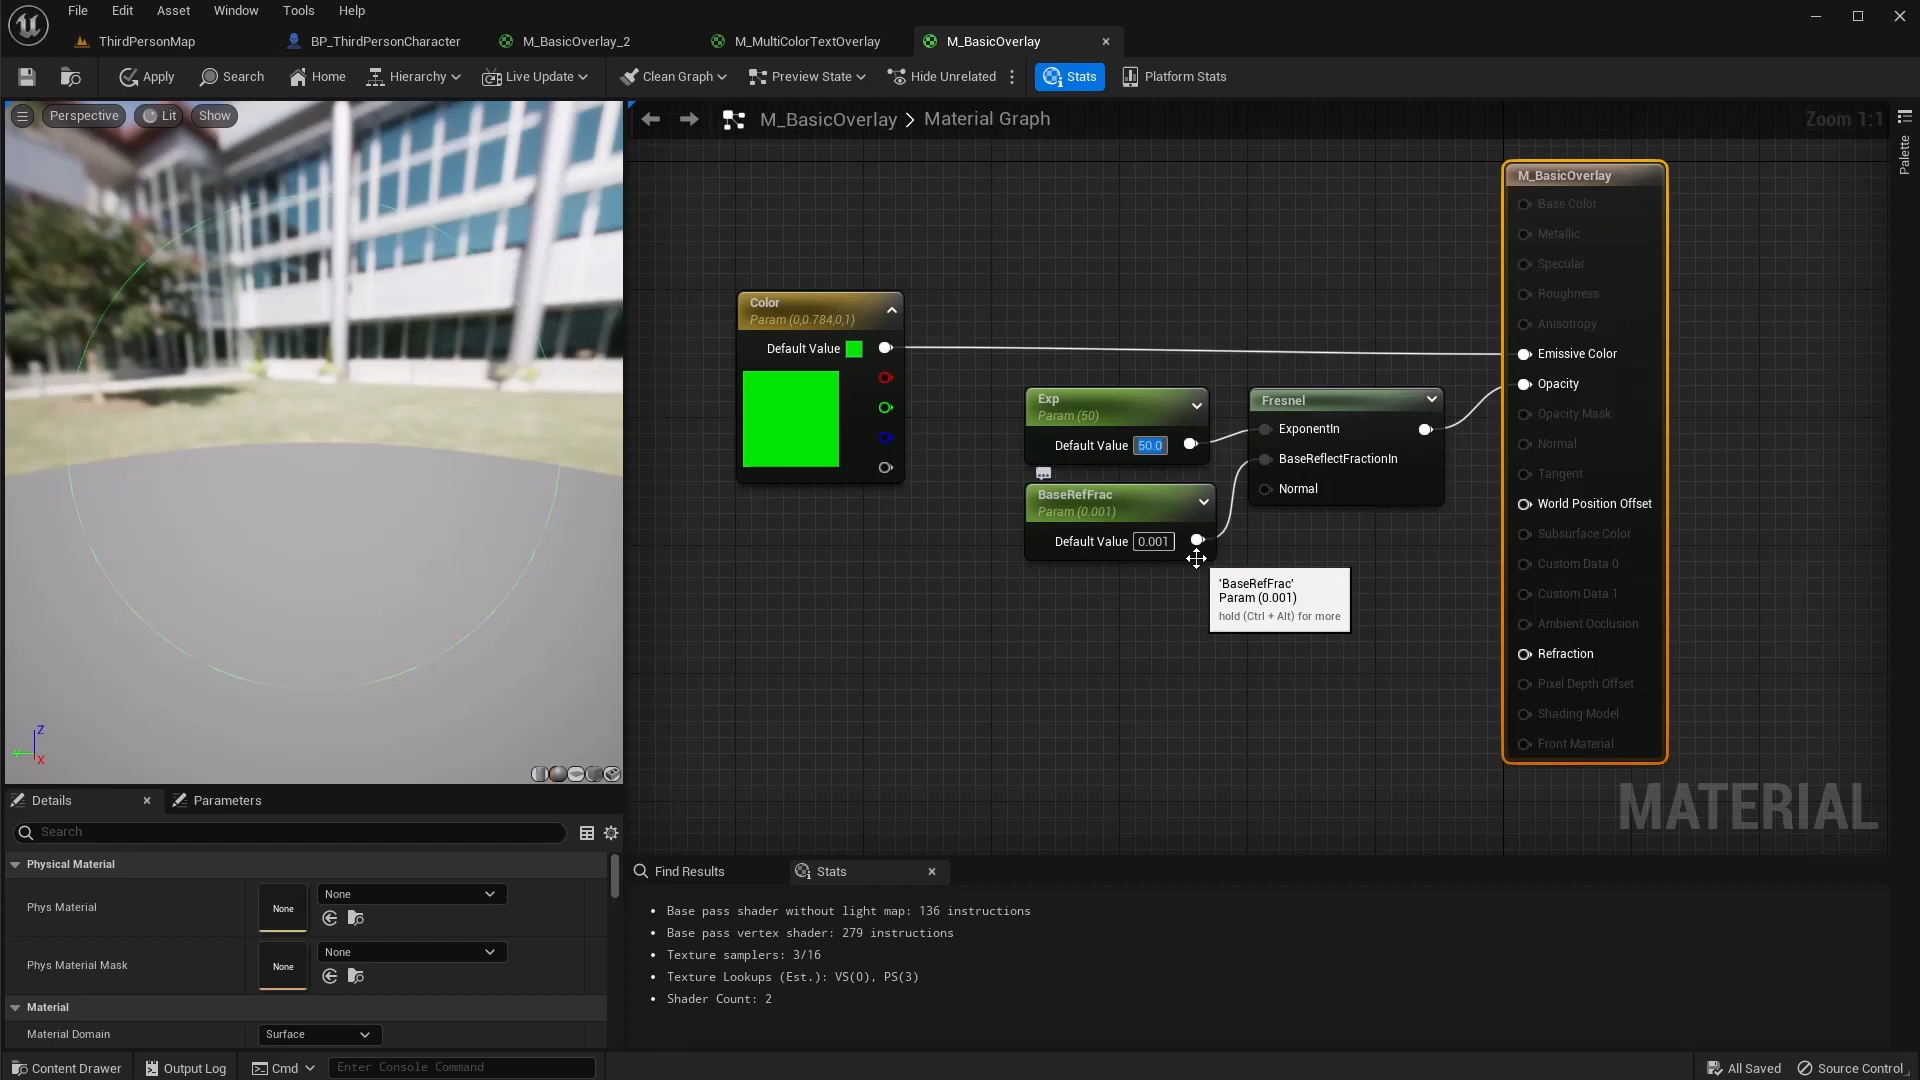 File Edit Asset Window Tools Help
ThirdPersonMap BP_ThirdPersonCharacter M_BasicOverlay_2 M_MultiColorTextOverlay M_BasicOverlay
Apply Search Home Hierarchy Live Update Clean Graph Preview State Hide Unrelated Stats Platform Stats
Perspective Lit Show
M_BasicOverlay > Material Graph
Zoom 1:1
Palette
M_BasicOverlay
Base Color
Metallic
Specular
Roughness
Anisotropy
Emissive Color
Opacity
Opacity Mask
Normal
Tangent
World Position Offset
Subsurface Color
Custom Data 0
Custom Data 1
Ambient Occlusion
Refraction
Pixel Depth Offset
Shading Model
Front Material
Color
Param (0,0.784,0,1)
Default Value
Exp
Param (50)
Default Value 50.0
BaseRefFrac
Param (0.001)
Default Value 0.001
Fresnel
ExponentIn
BaseReflectFractionIn
Normal
'BaseRefFrac'
Param (0.001)
hold (Ctrl + Alt) for more
MATERIAL
Z
Y
X
Details Parameters
Search
Physical Material
Phys Material None None
Phys Material Mask None None
Material
Material Domain Surface
Find Results Stats
Base pass shader without light map: 136 instructions
Base pass vertex shader: 279 instructions
Texture samplers: 3/16
Texture Lookups (Est.): VS(0), PS(3)
Shader Count: 2
Content Drawer Output Log Cmd Enter Console Command All Saved Source Control